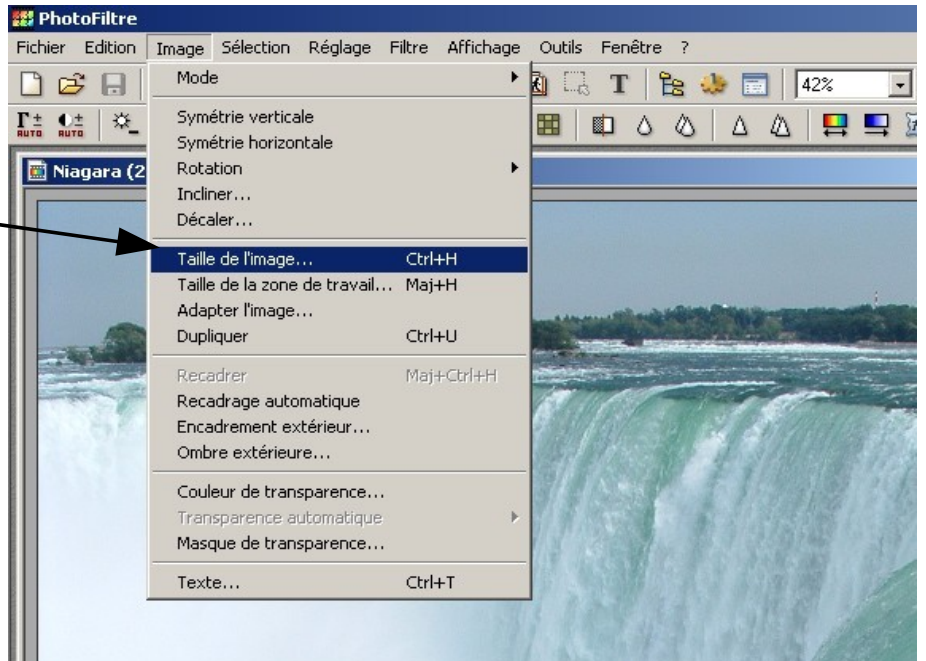 PhotoFiltre
Fichier Edition Image Sélection Réglage Filtre Affichage Outils Fenêtre ?
T 42%
AUTO AUTO
Niagara (2
Mode
Symétrie verticale
Symétrie horizontale
Rotation
Incliner...
Décaler...
Taille de l'image... Ctrl+H
Taille de la zone de travail... Maj+H
Adapter l'image...
Dupliquer Ctrl+U
Recadrer Maj+Ctrl+H
Recadrage automatique
Encadrement extérieur...
Ombre extérieure...
Couleur de transparence...
Transparence automatique
Masque de transparence...
Texte... Ctrl+T